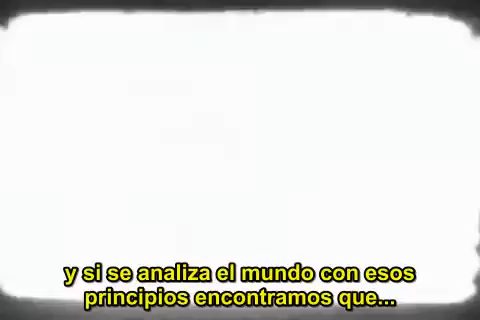 y si se analiza el mundo con esos
principios encontramos que...